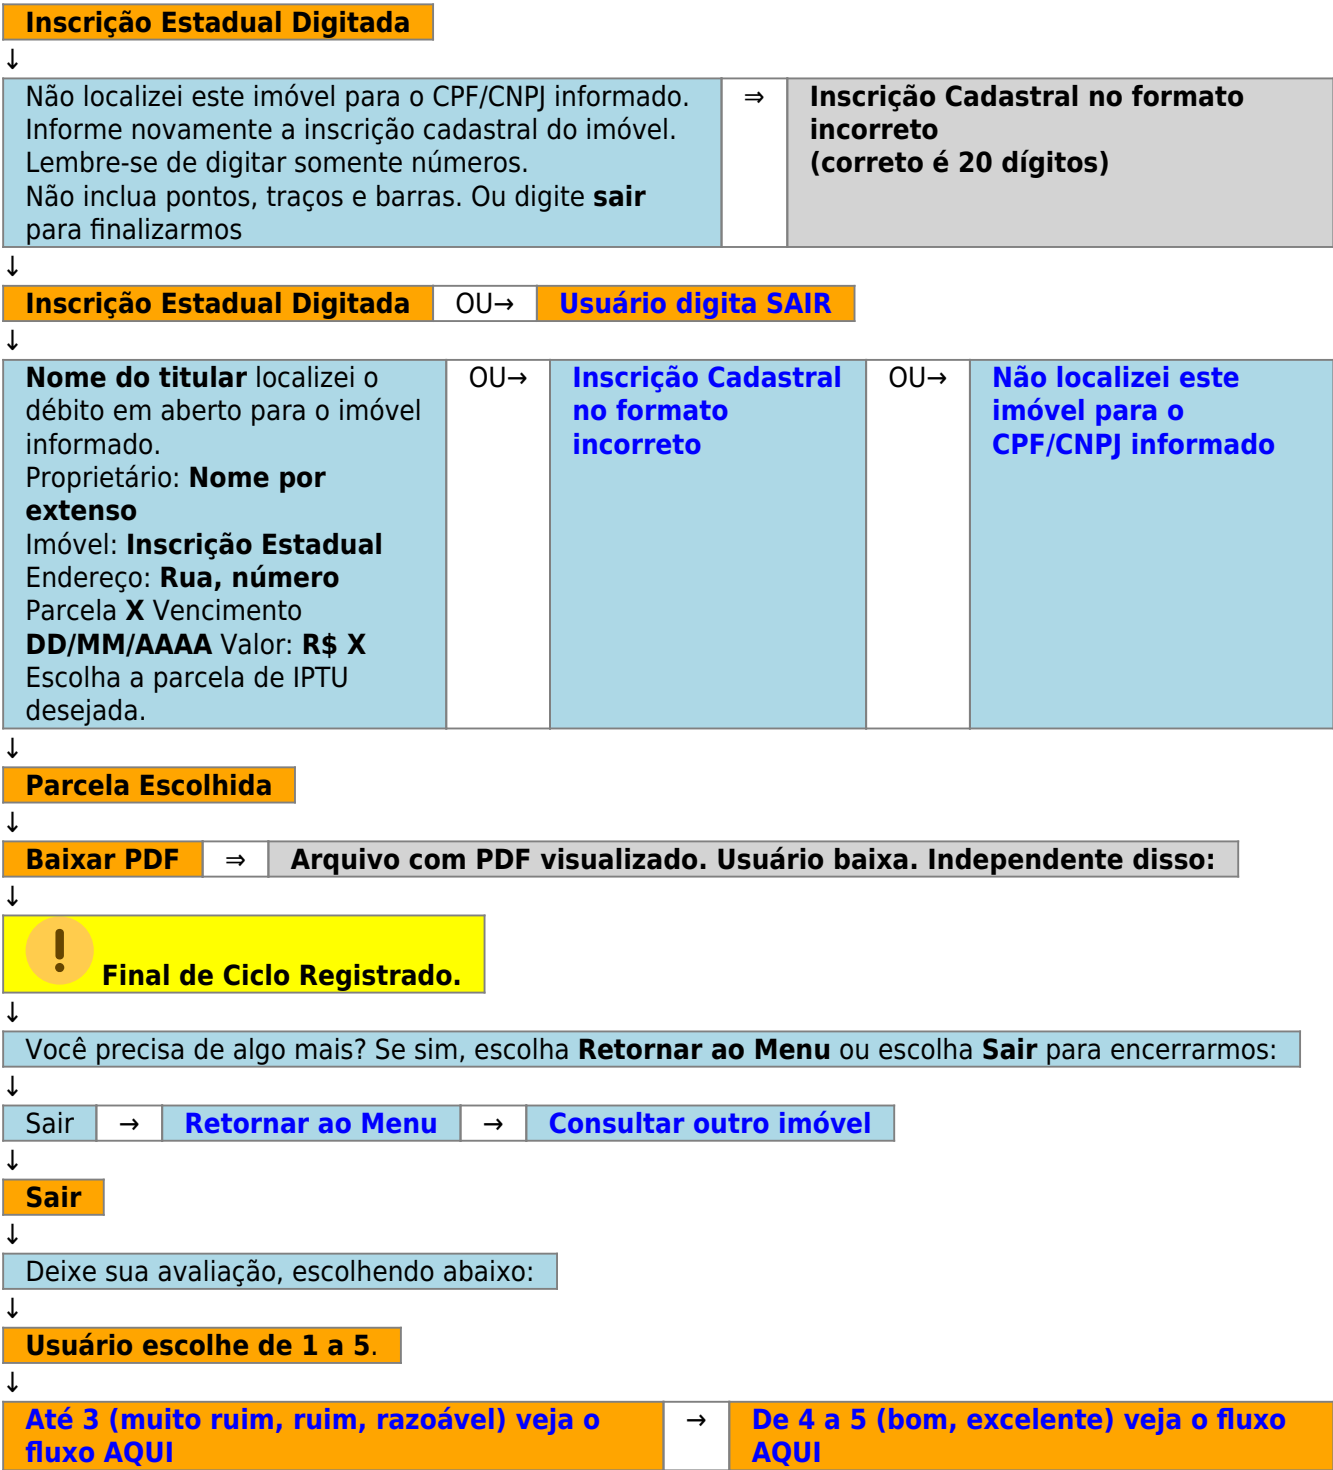 Inscrição Estadual Digitada
↓
Não localizei este imóvel para o CPF/CNPJ informado.
Informe novamente a inscrição cadastral do imóvel.
Lembre-se de digitar somente números.
Não inclua pontos, traços e barras. Ou digite sair
para finalizarmos
⇒
Inscrição Cadastral no formato
incorreto
(correto é 20 dígitos)
↓
Inscrição Estadual Digitada OU→ Usuário digita SAIR
↓
Nome do titular localizei o
débito em aberto para o imóvel
informado.
Proprietário: Nome por
extenso
Imóvel: Inscrição Estadual
Endereço: Rua, número
Parcela X Vencimento
DD/MM/AAAA Valor: R$ X
Escolha a parcela de IPTU
desejada.
OU→
Inscrição Cadastral
no formato
incorreto
OU→
Não localizei este
imóvel para o
CPF/CNPJ informado
↓
Parcela Escolhida
↓
Baixar PDF ⇒ Arquivo com PDF visualizado. Usuário baixa. Independente disso:
↓
Final de Ciclo Registrado.
↓
Você precisa de algo mais? Se sim, escolha Retornar ao Menu ou escolha Sair para encerrarmos:
↓
Sair → Retornar ao Menu → Consultar outro imóvel
↓
Sair
↓
Deixe sua avaliação, escolhendo abaixo:
↓
Usuário escolhe de 1 a 5.
↓
Até 3 (muito ruim, ruim, razoável) veja o
fluxo AQUI
→
De 4 a 5 (bom, excelente) veja o fluxo
AQUI